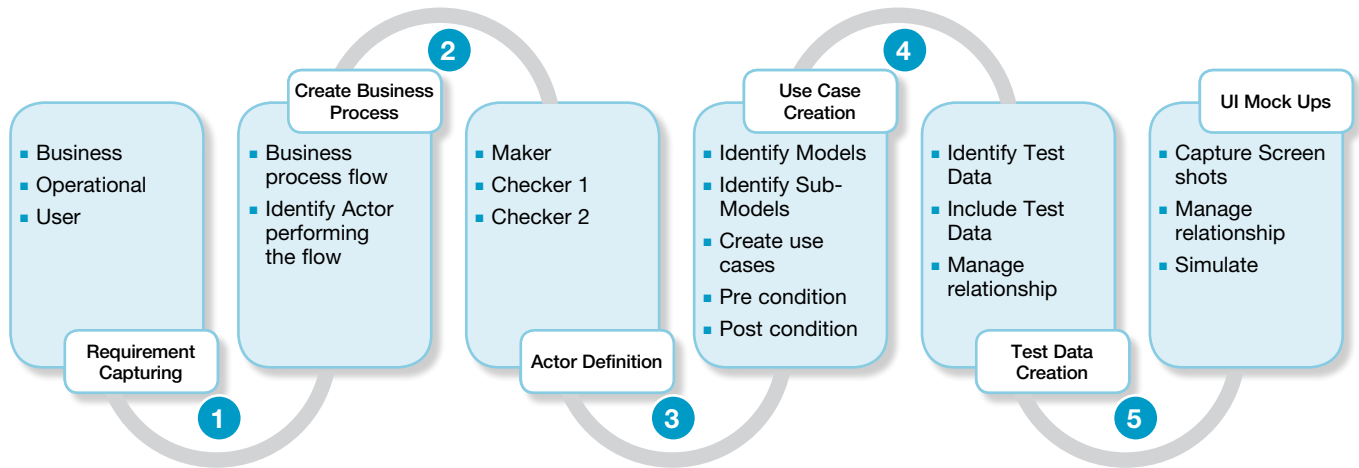 Business
Operational
User
Requirement
Capturing
1
Create Business
Process
Business
process flow
Identify Actor
performing
the flow
2
Maker
Checker 1
Checker 2
Actor Definition
3
Use Case
Creation
Identify Models
Identify Sub-
Models
Create use
cases
Pre condition
Post condition
4
Identify Test
Data
Include Test
Data
Manage
relationship
Test Data
Creation
5
UI Mock Ups
Capture Screen
shots
Manage
relationship
Simulate